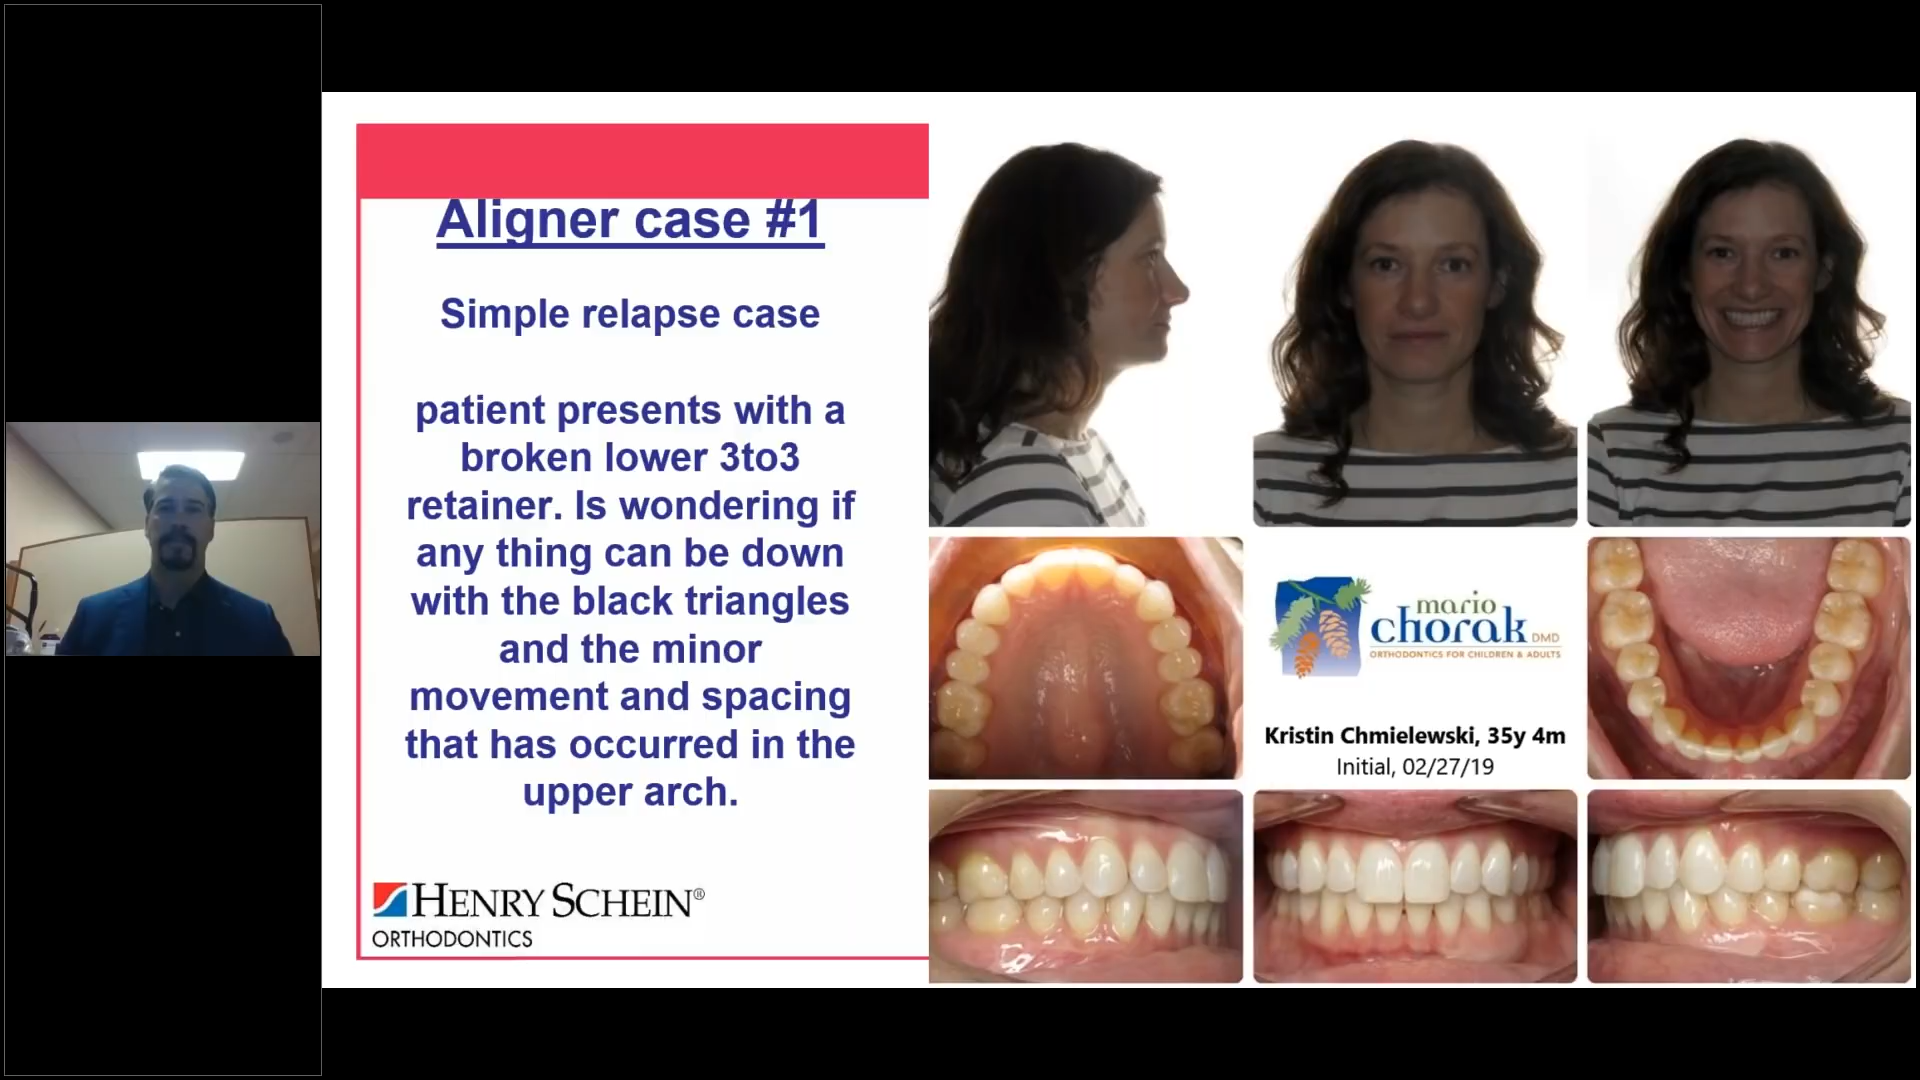 Aligner case #1
Simple relapse case
patient presents with a
broken lower 3to3
retainer. Is wondering if
any thing can be down
with the black triangles
and the minor
movement and spacing
that has occurred in the
upper arch.
HENRY SCHEIN®
ORTHODONTICS
mario
chorak DMD
ORTHODONTICS FOR CHILDREN & ADULTS
Kristin Chmielewski, 35y 4m
Initial, 02/27/19